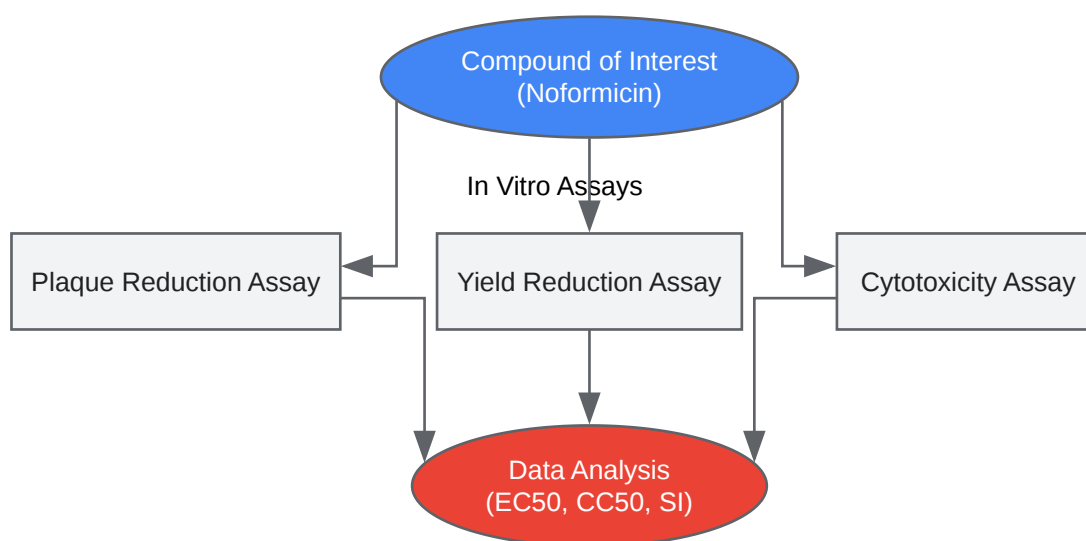 Compound of Interest
(Noformicin)
In Vitro Assays
Plaque Reduction Assay
Yield Reduction Assay
Cytotoxicity Assay
Data Analysis
(EC50, CC50, SI)